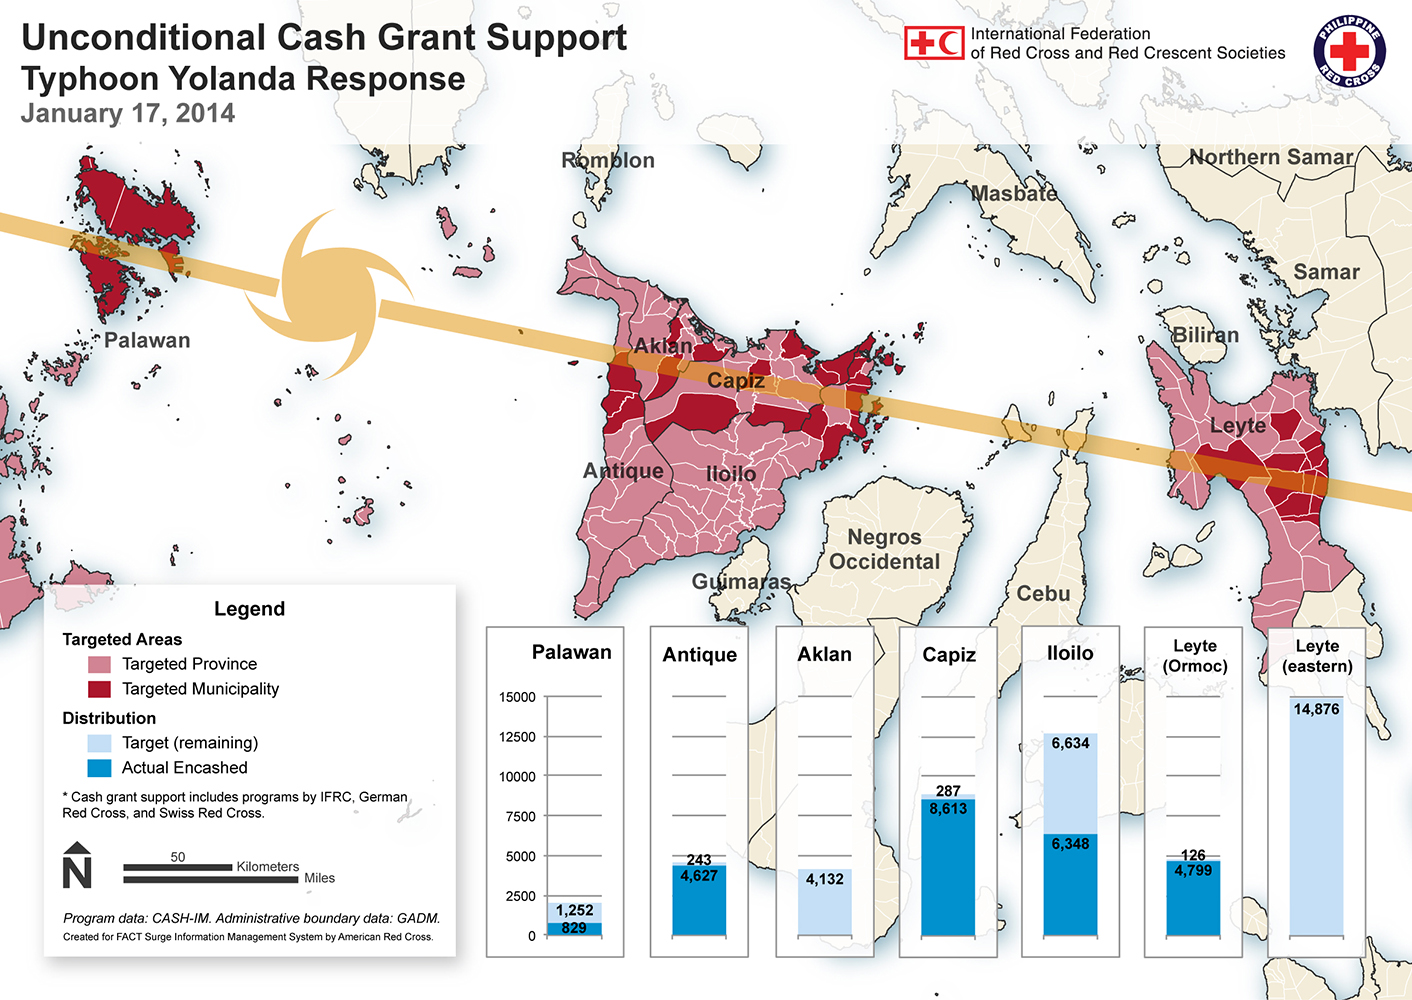 Unconditional Cash Grant Support
Typhoon Yolanda Response
January 17, 2014
International Federation
of Red Cross and Red Crescent Societies
PHILIPPINE
RED CROSS
Romblon
Masbate
Northern Samar
Samar
Biliran
Palawan
Aklan
Capiz
Antique
Iloilo
Leyte
Guimaras
Negros
Occidental
Cebu
Legend
Targeted Areas
Targeted Province
Targeted Municipality
Distribution
Target (remaining)
Actual Encashed
* Cash grant support includes programs by IFRC, German
Red Cross, and Swiss Red Cross.
N
50
Kilometers
Miles
Program data: CASH-IM. Administrative boundary data: GADM.
Created for FACT Surge Information Management System by American Red Cross.
Palawan
15000
12500
10000
7500
5000
2500
0
1,252
829
Antique
243
4,627
Aklan
4,132
Capiz
287
8,613
Iloilo
6,634
6,348
Leyte
(Ormoc)
126
4,799
Leyte
(eastern)
14,876